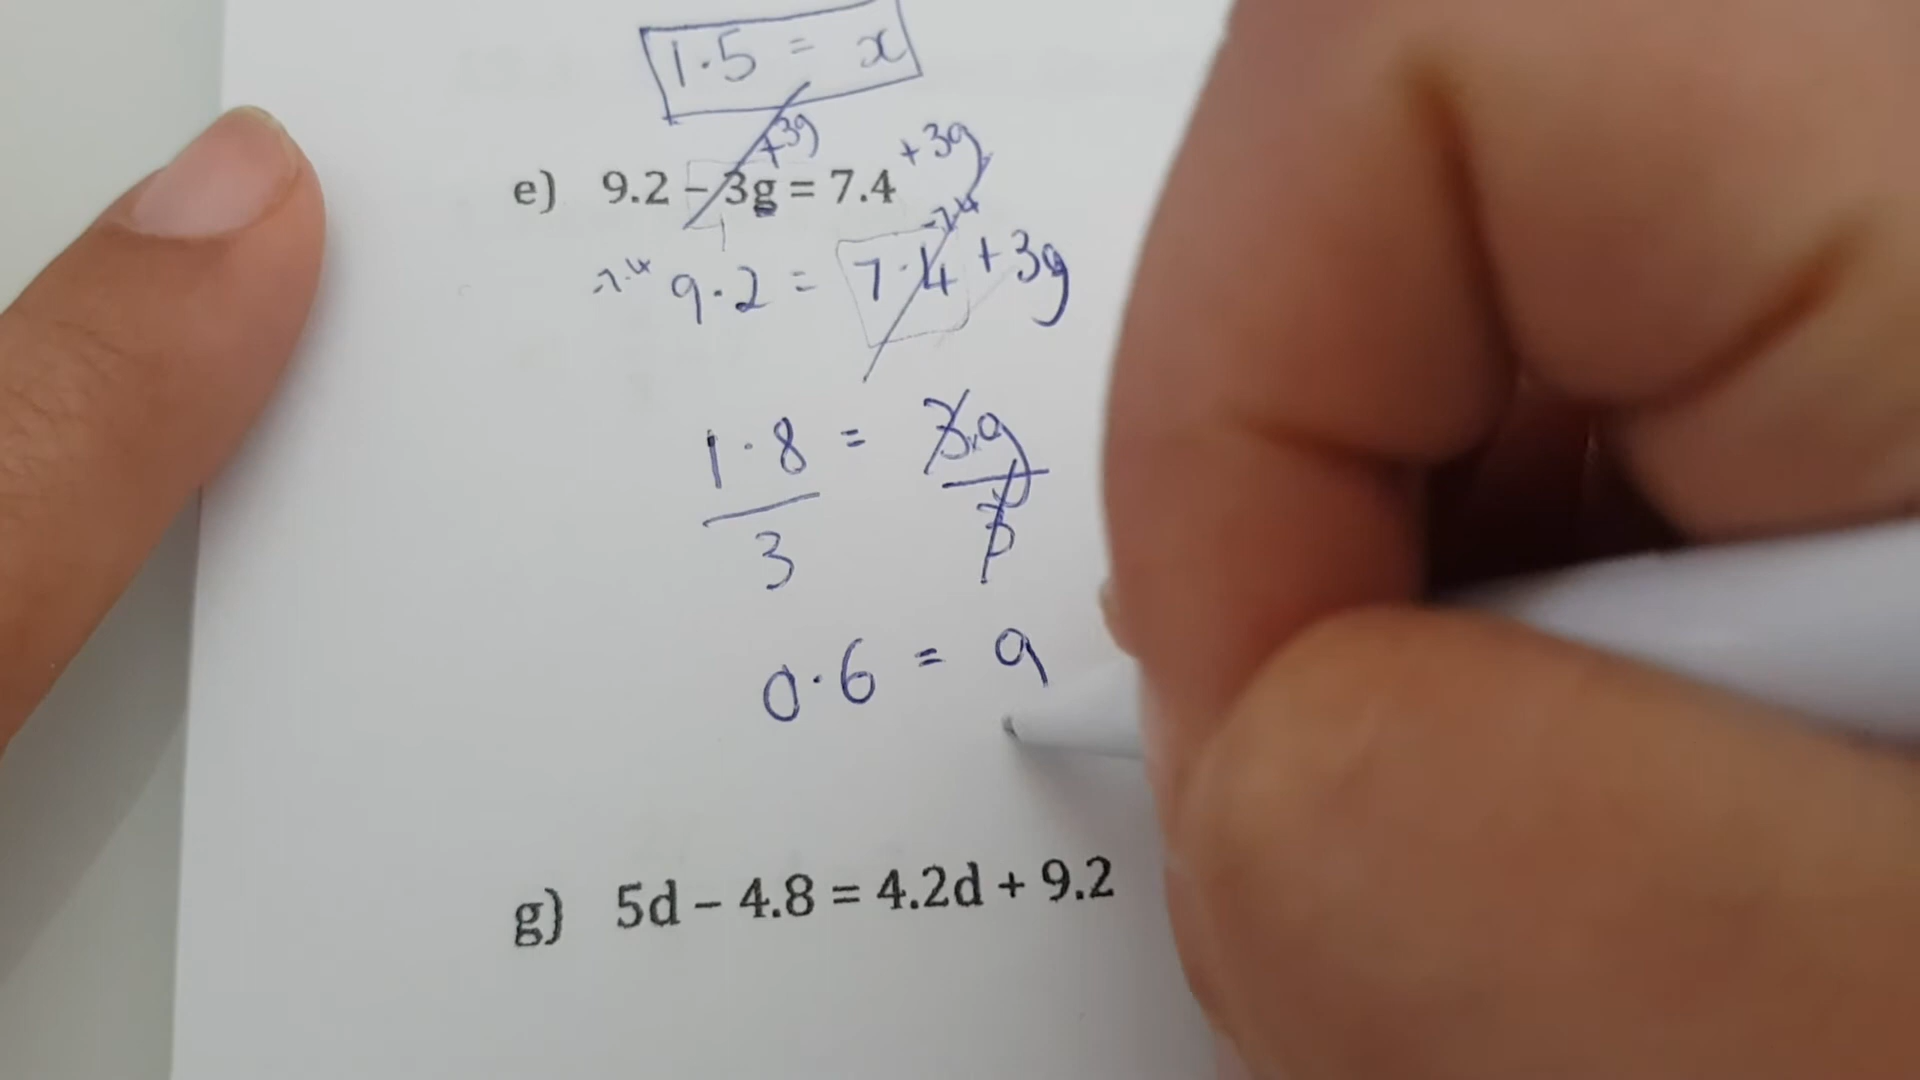 1.5 = x
+3g +3g
e) 9.2 - 3g = 7.4
-7.4
-7.4 9.2 = 7.4 + 3g
1.8 = 3g
3 3
0.6 = g
g) 5d – 4.8 = 4.2d + 9.2